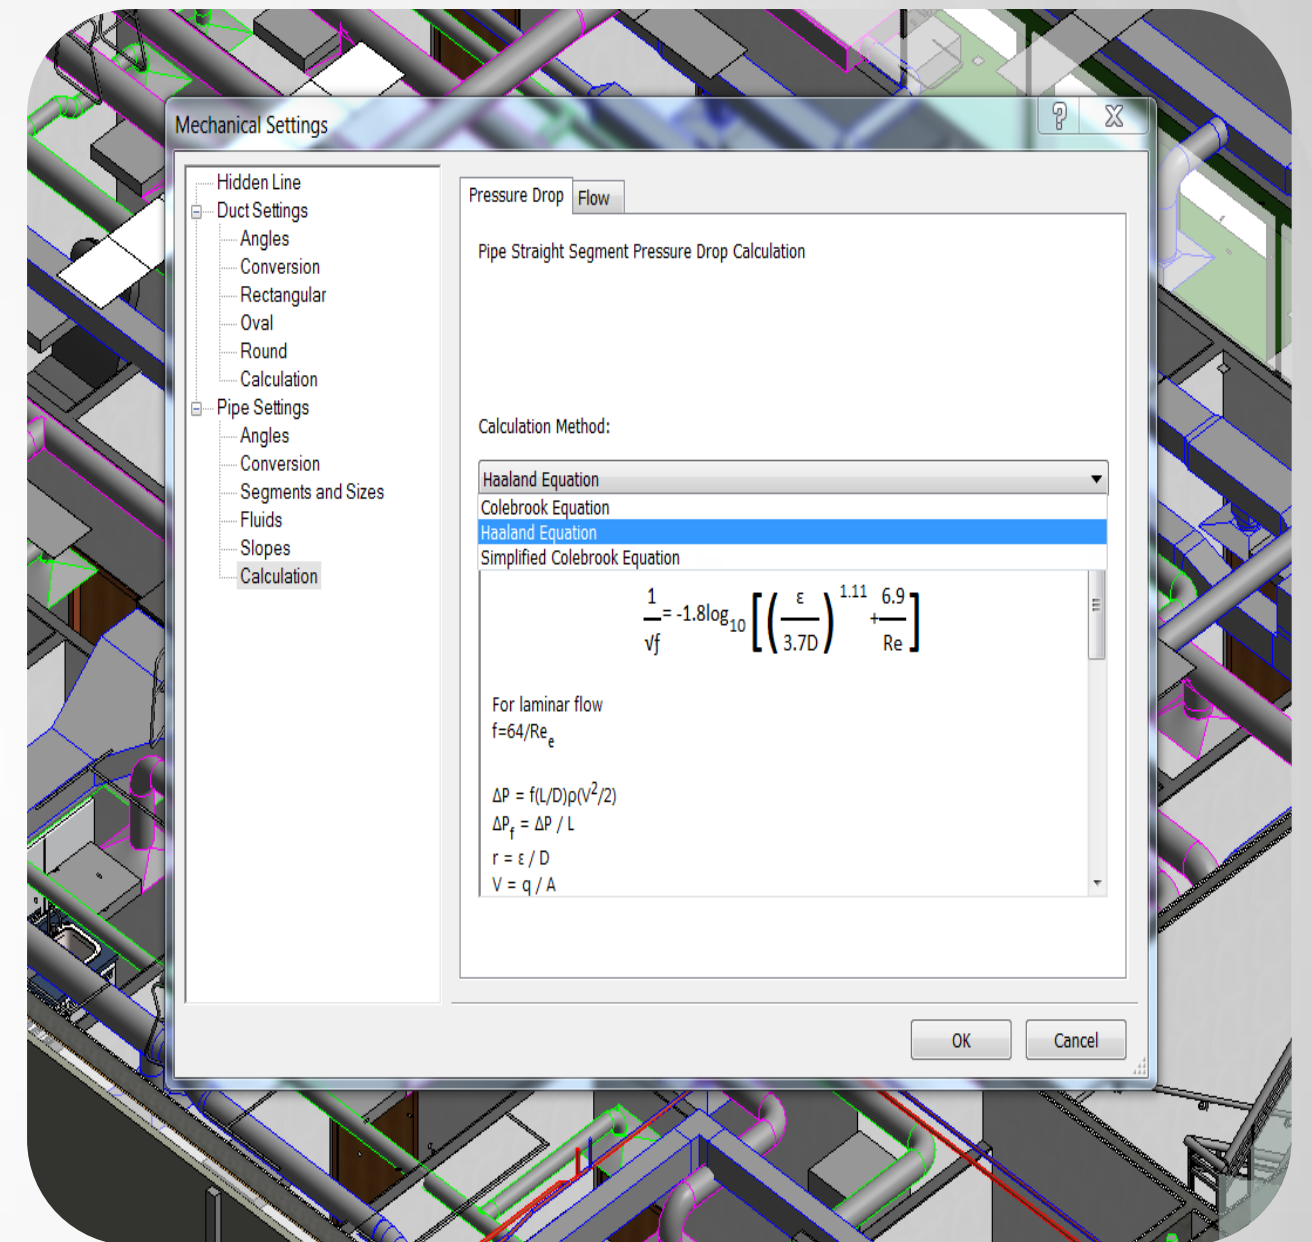 Mechanical Settings
Hidden Line
Duct Settings
Angles
Conversion
Rectangular
Oval
Round
Calculation
Pipe Settings
Angles
Conversion
Segments and Sizes
Fluids
Slopes
Calculation
Pressure Drop
Flow
Pipe Straight Segment Pressure Drop Calculation
Calculation Method:
Haaland Equation
Colebrook Equation
Haaland Equation
Simplified Colebrook Equation
1/√f = -1.8log₁₀[(ε/3.7D)^1.11 + 6.9/Re]
For laminar flow
f=64/Reₑ
ΔP = f(L/D)ρ(V²/2)
ΔP_f = ΔP / L
r = ε / D
V = q / A
OK
Cancel